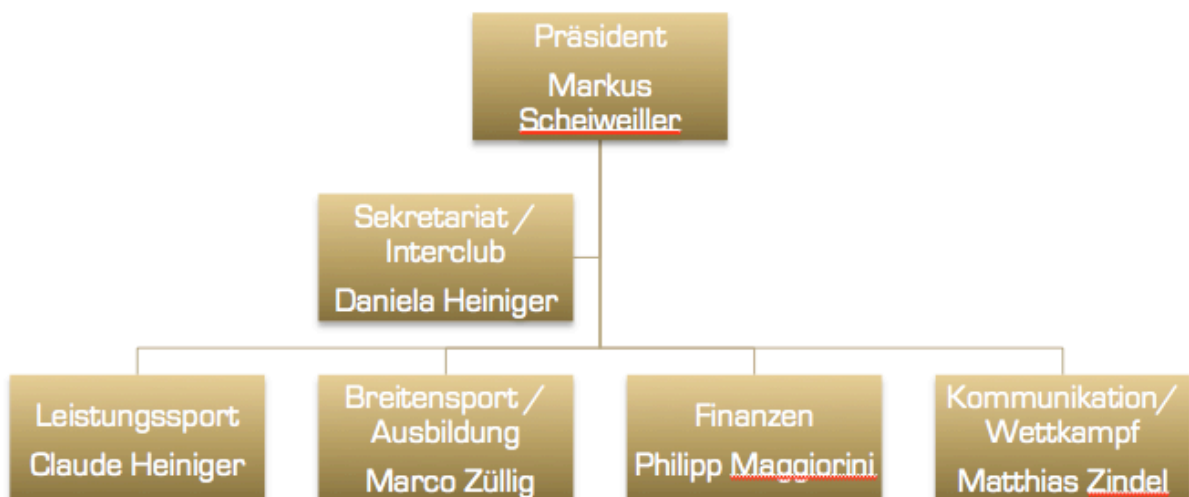 Präsident
Markus
Scheiweiller
Sekretariat /
Interclub
Daniela Heiniger
Leistungssport
Claude Heiniger
Breitensport /
Ausbildung
Marco Züllig
Finanzen
Philipp Maggiorini
Kommunikation/
Wettkampf
Matthias Zindel